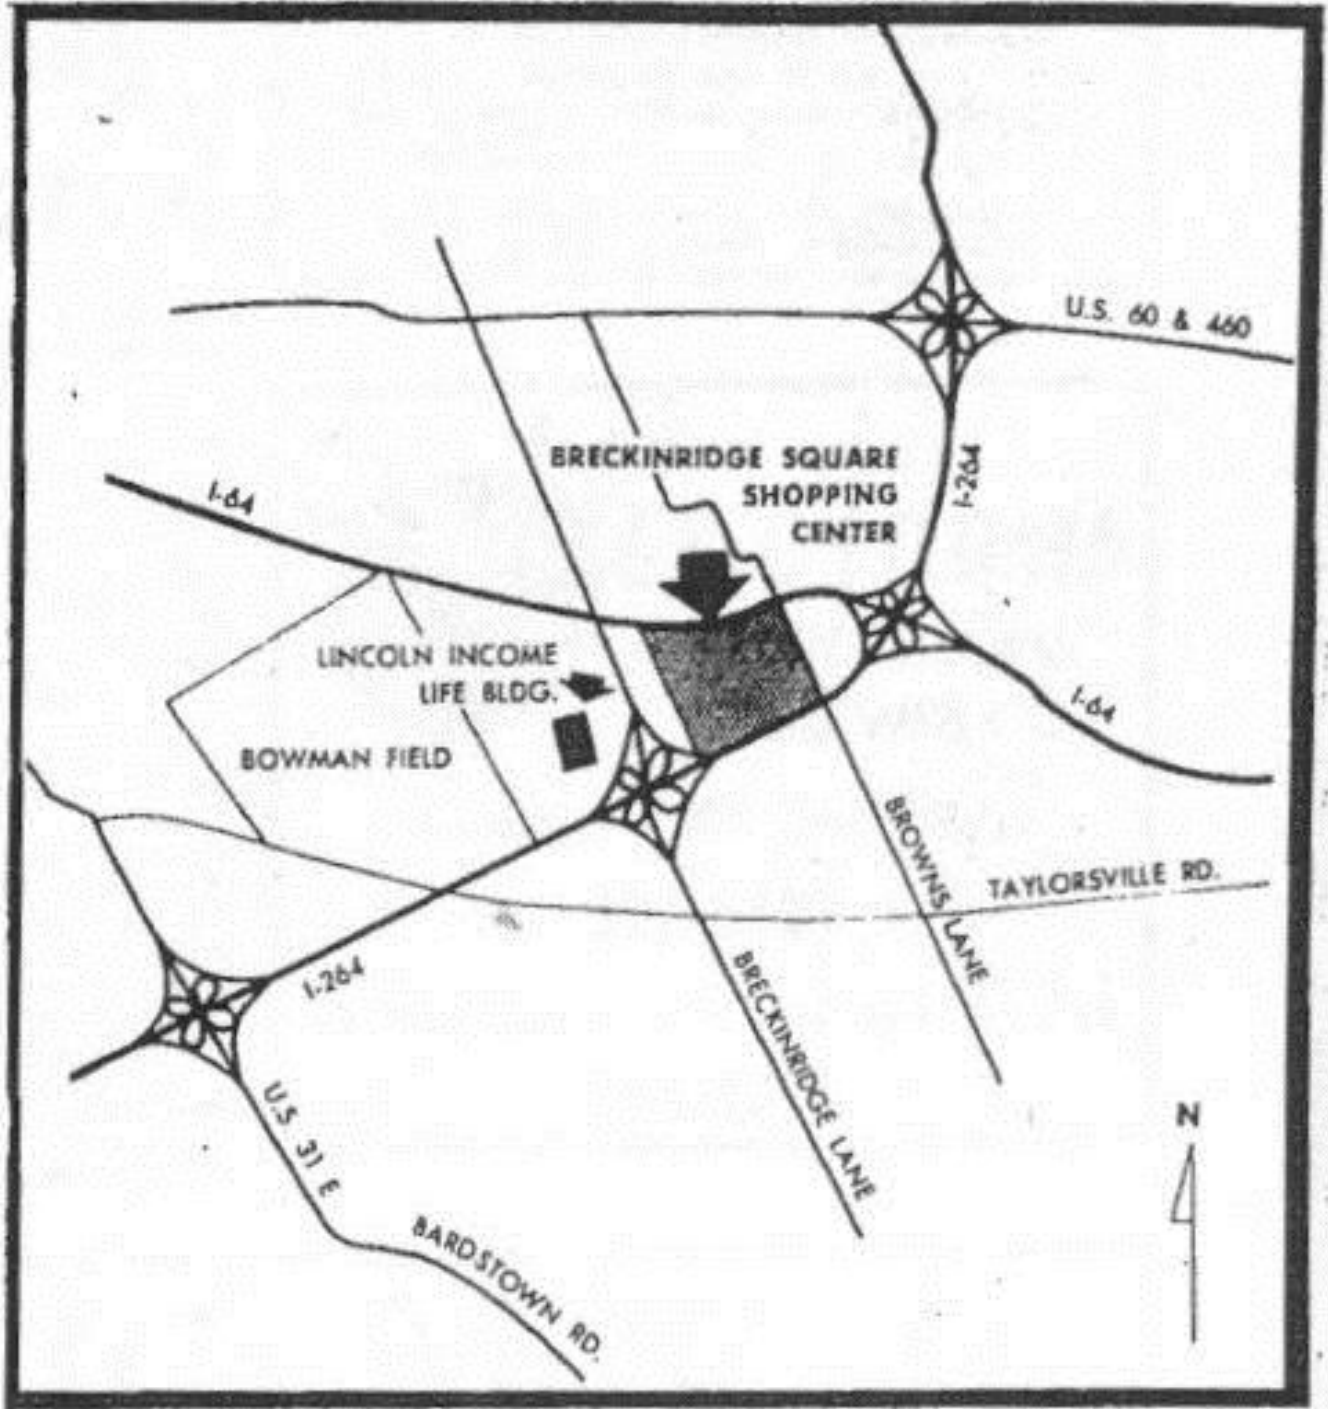 U.S. 60 & 460
BRECKINRIDGE SQUARE
SHOPPING
CENTER
I-264
I-64
LINCOLN INCOME
LIFE BLDG.
I-64
BOWMAN FIELD
BROWNS LANE
TAYLORSVILLE RD.
I-264
BRECKINRIDGE LANE
U.S. 31 E
N
BARDSTOWN RD.